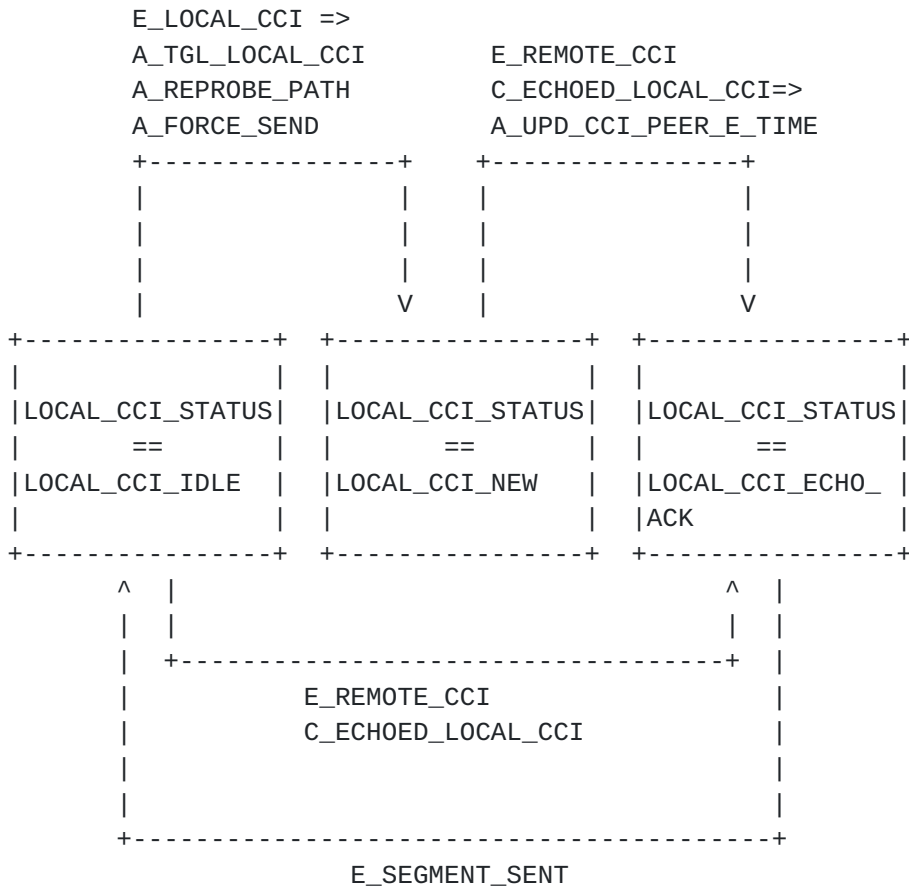 E_LOCAL_CCI =>
A_TGL_LOCAL_CCI E_REMOTE_CCI
A_REPROBE_PATH C_ECHOED_LOCAL_CCI=>
A_FORCE_SEND A_UPD_CCI_PEER_E_TIME
LOCAL_CCI_STATUS LOCAL_CCI_STATUS LOCAL_CCI_STATUS
== == ==
LOCAL_CCI_IDLE LOCAL_CCI_NEW LOCAL_CCI_ECHO_
ACK
E_REMOTE_CCI
C_ECHOED_LOCAL_CCI
E_SEGMENT_SENT